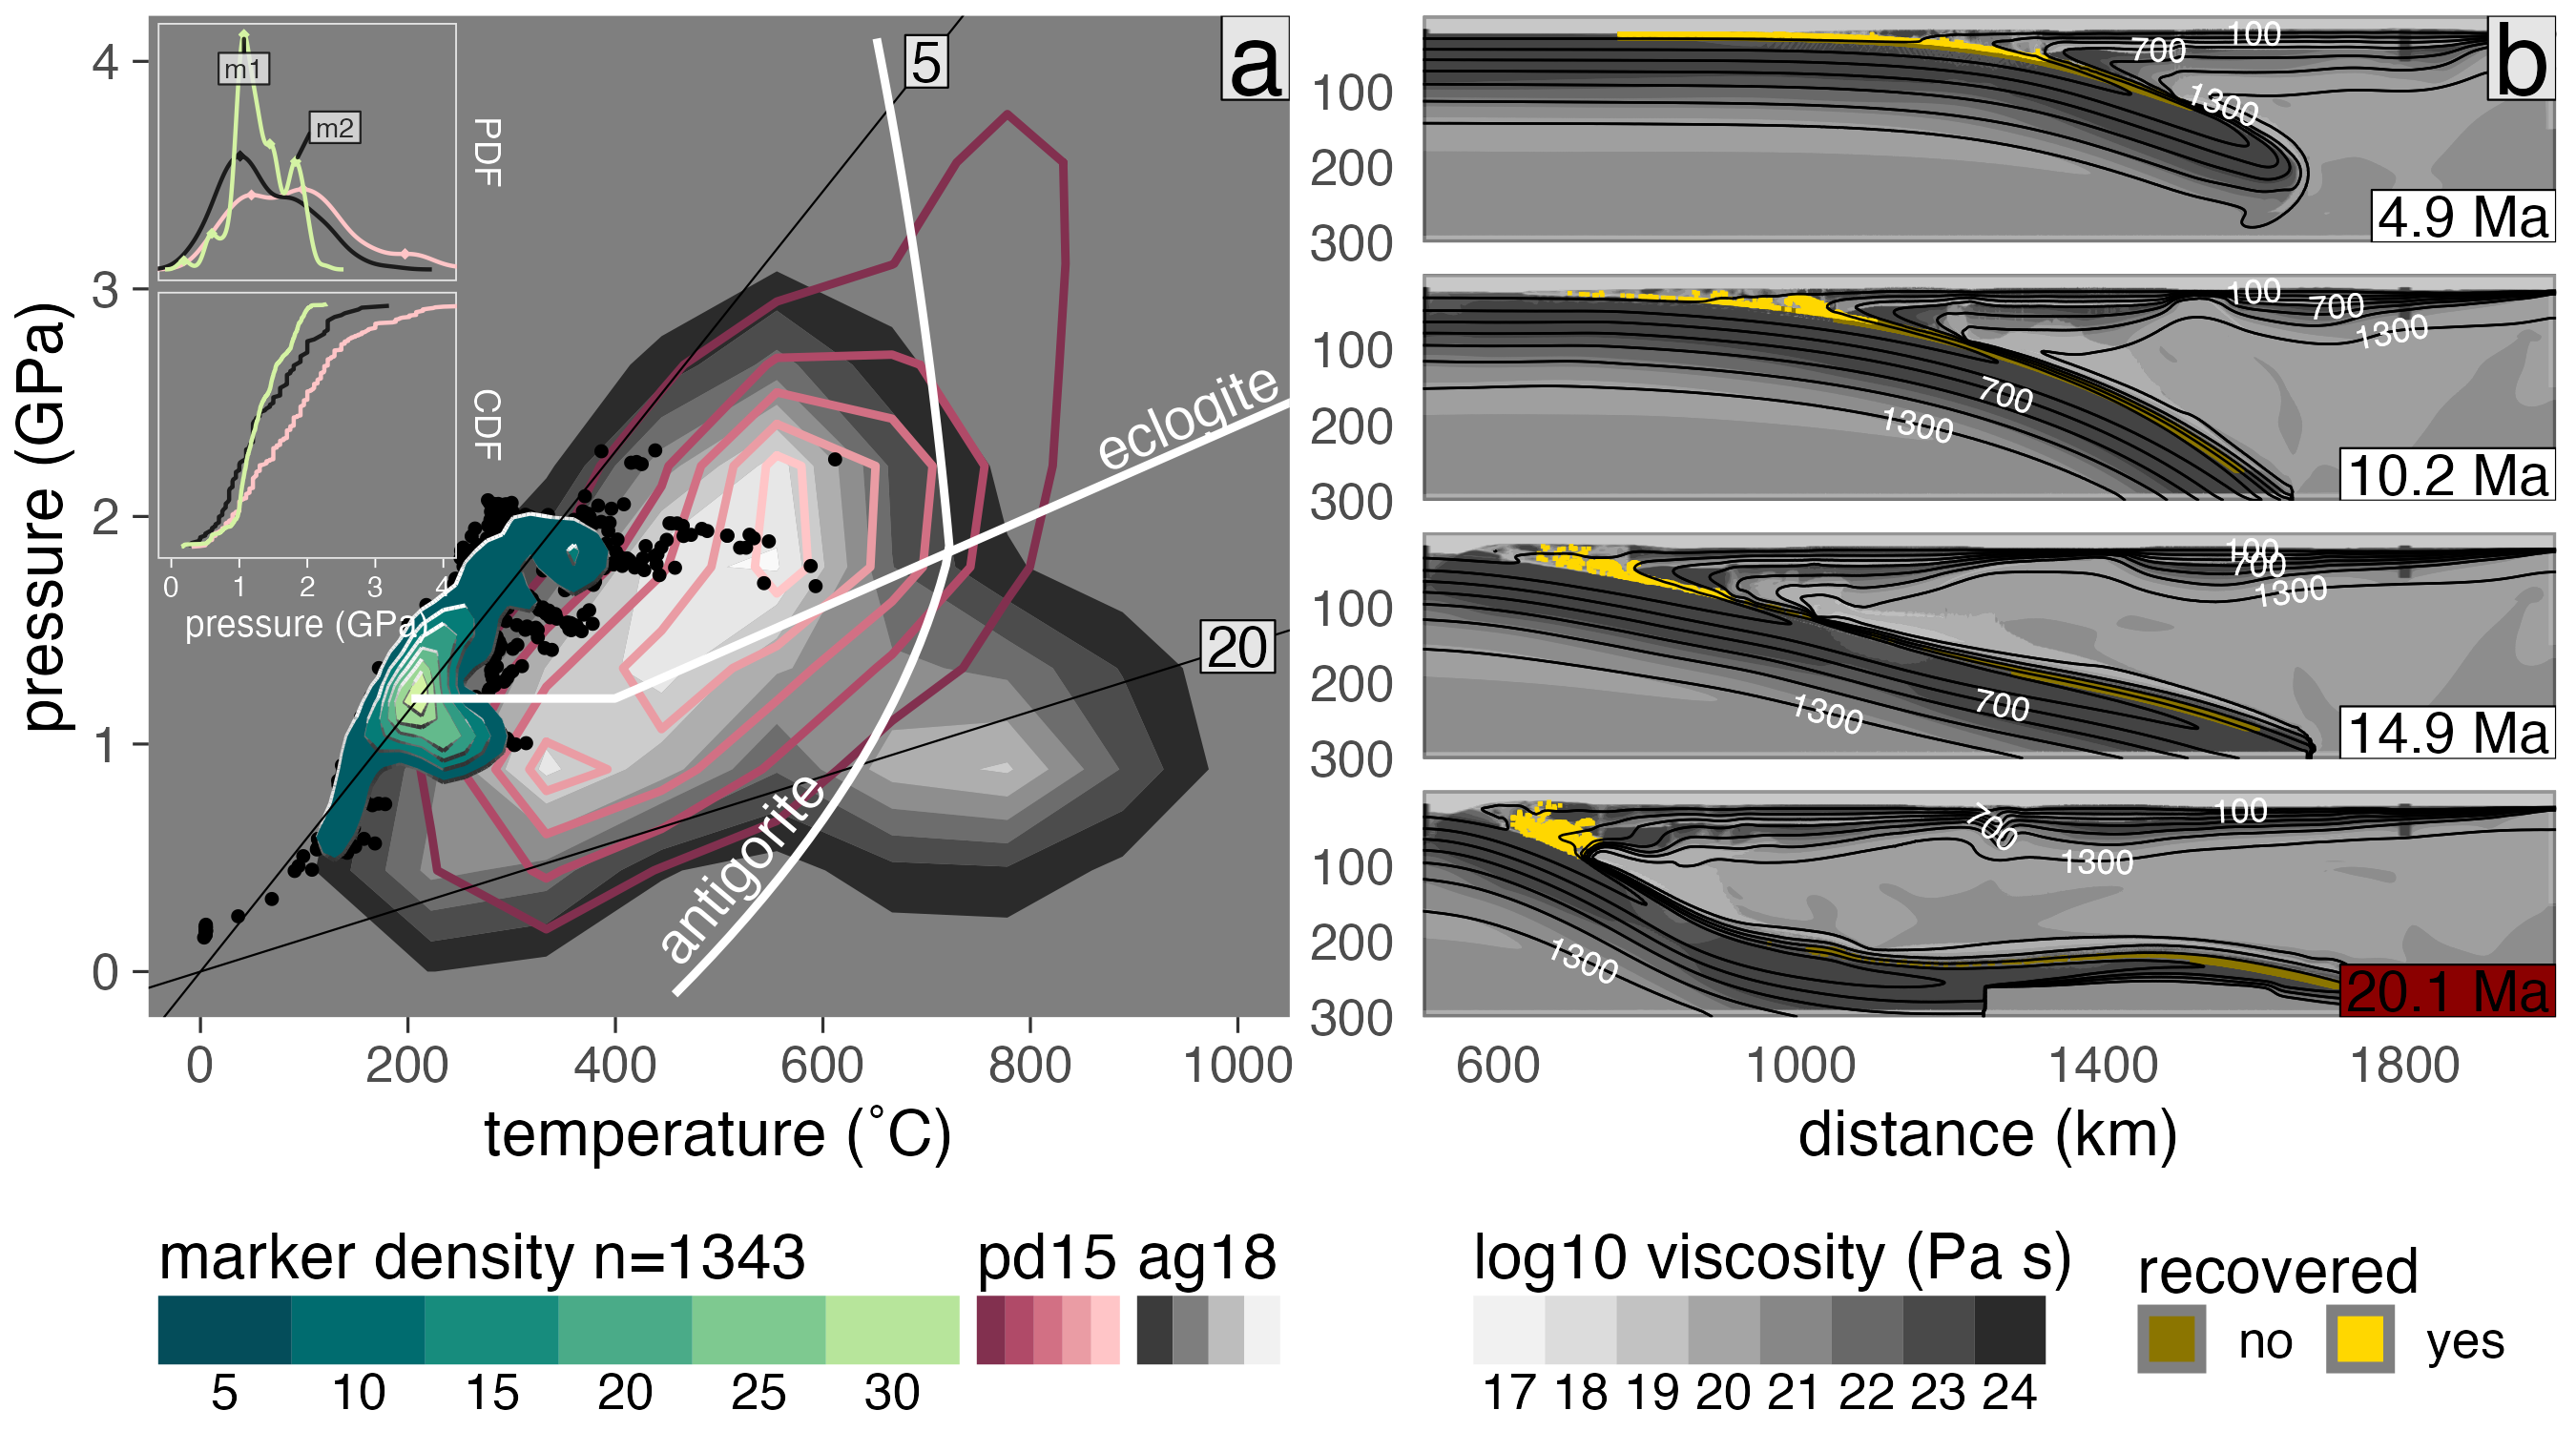 a
5
20
m1
m2
PDF
CDF
0 1 2 3 4
pressure (GPa)
eclogite
antigorite
4
3
2
1
0
pressure (GPa)
0 200 400 600 800 1000
temperature (°C)
b
100
700
1300
100
200
300
4.9 Ma
100
700
1300
700
1300
100
200
300
10.2 Ma
100
700
1300
700
1300
100
200
300
14.9 Ma
100
700
1300
1300
100
200
300
20.1 Ma
600 1000 1400 1800
distance (km)
marker density n=1343
5 10 15 20 25 30
pd15 ag18
log10 viscosity (Pa s)
17 18 19 20 21 22 23 24
recovered
no yes